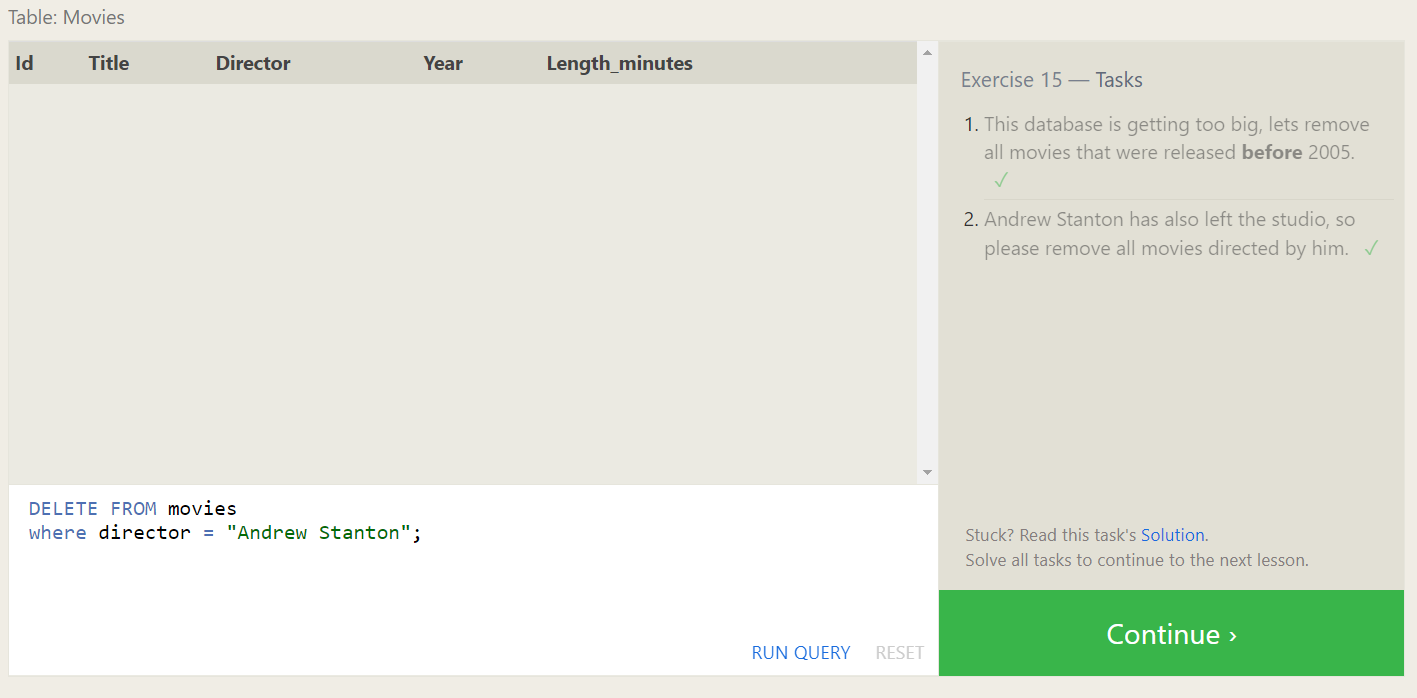 Table: Movies
Id Title Director Year Length_minutes
Exercise 15 — Tasks
1. This database is getting too big, lets remove
all movies that were released before 2005.
✓
2. Andrew Stanton has also left the studio, so
please remove all movies directed by him. ✓
DELETE FROM movies
where director = "Andrew Stanton";
RUN QUERY RESET
Stuck? Read this task's Solution.
Solve all tasks to continue to the next lesson.
Continue ›